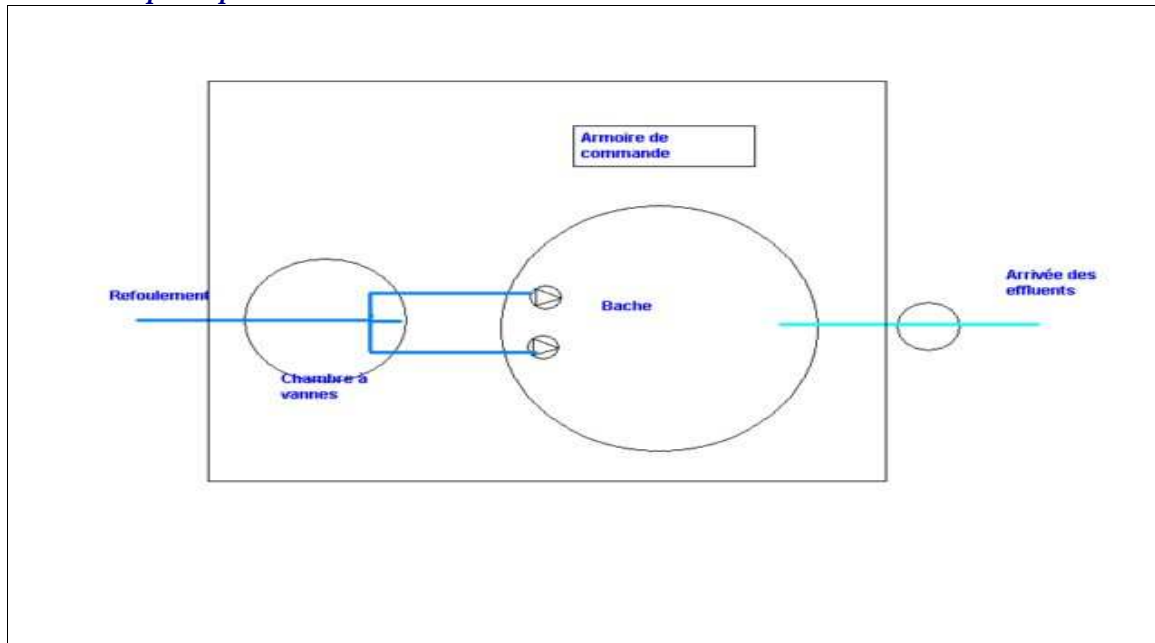 Armoire de
commande
Arrivée des
effluents
Refoulement
Bache
Chambre à
vannes